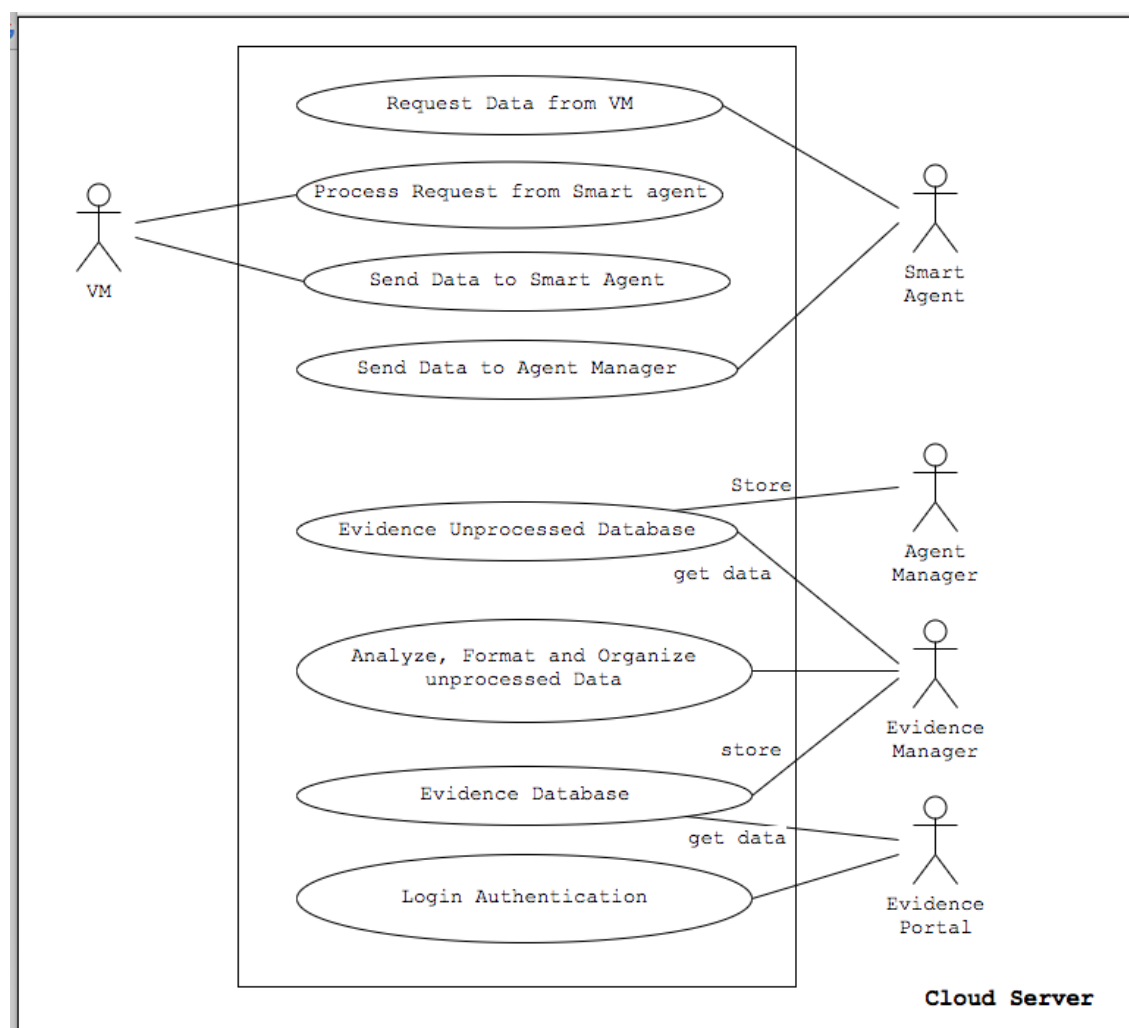 Request Data from VM
Process Request from Smart agent
VM
Send Data to Smart Agent
Smart
Agent
Send Data to Agent Manager
Store
Evidence Unprocessed Database
Agent
Manager
get data
Analyze, Format and Organize
unprocessed Data
Evidence
Manager
store
Evidence Database
get data
Login Authentication
Evidence
Portal
Cloud Server